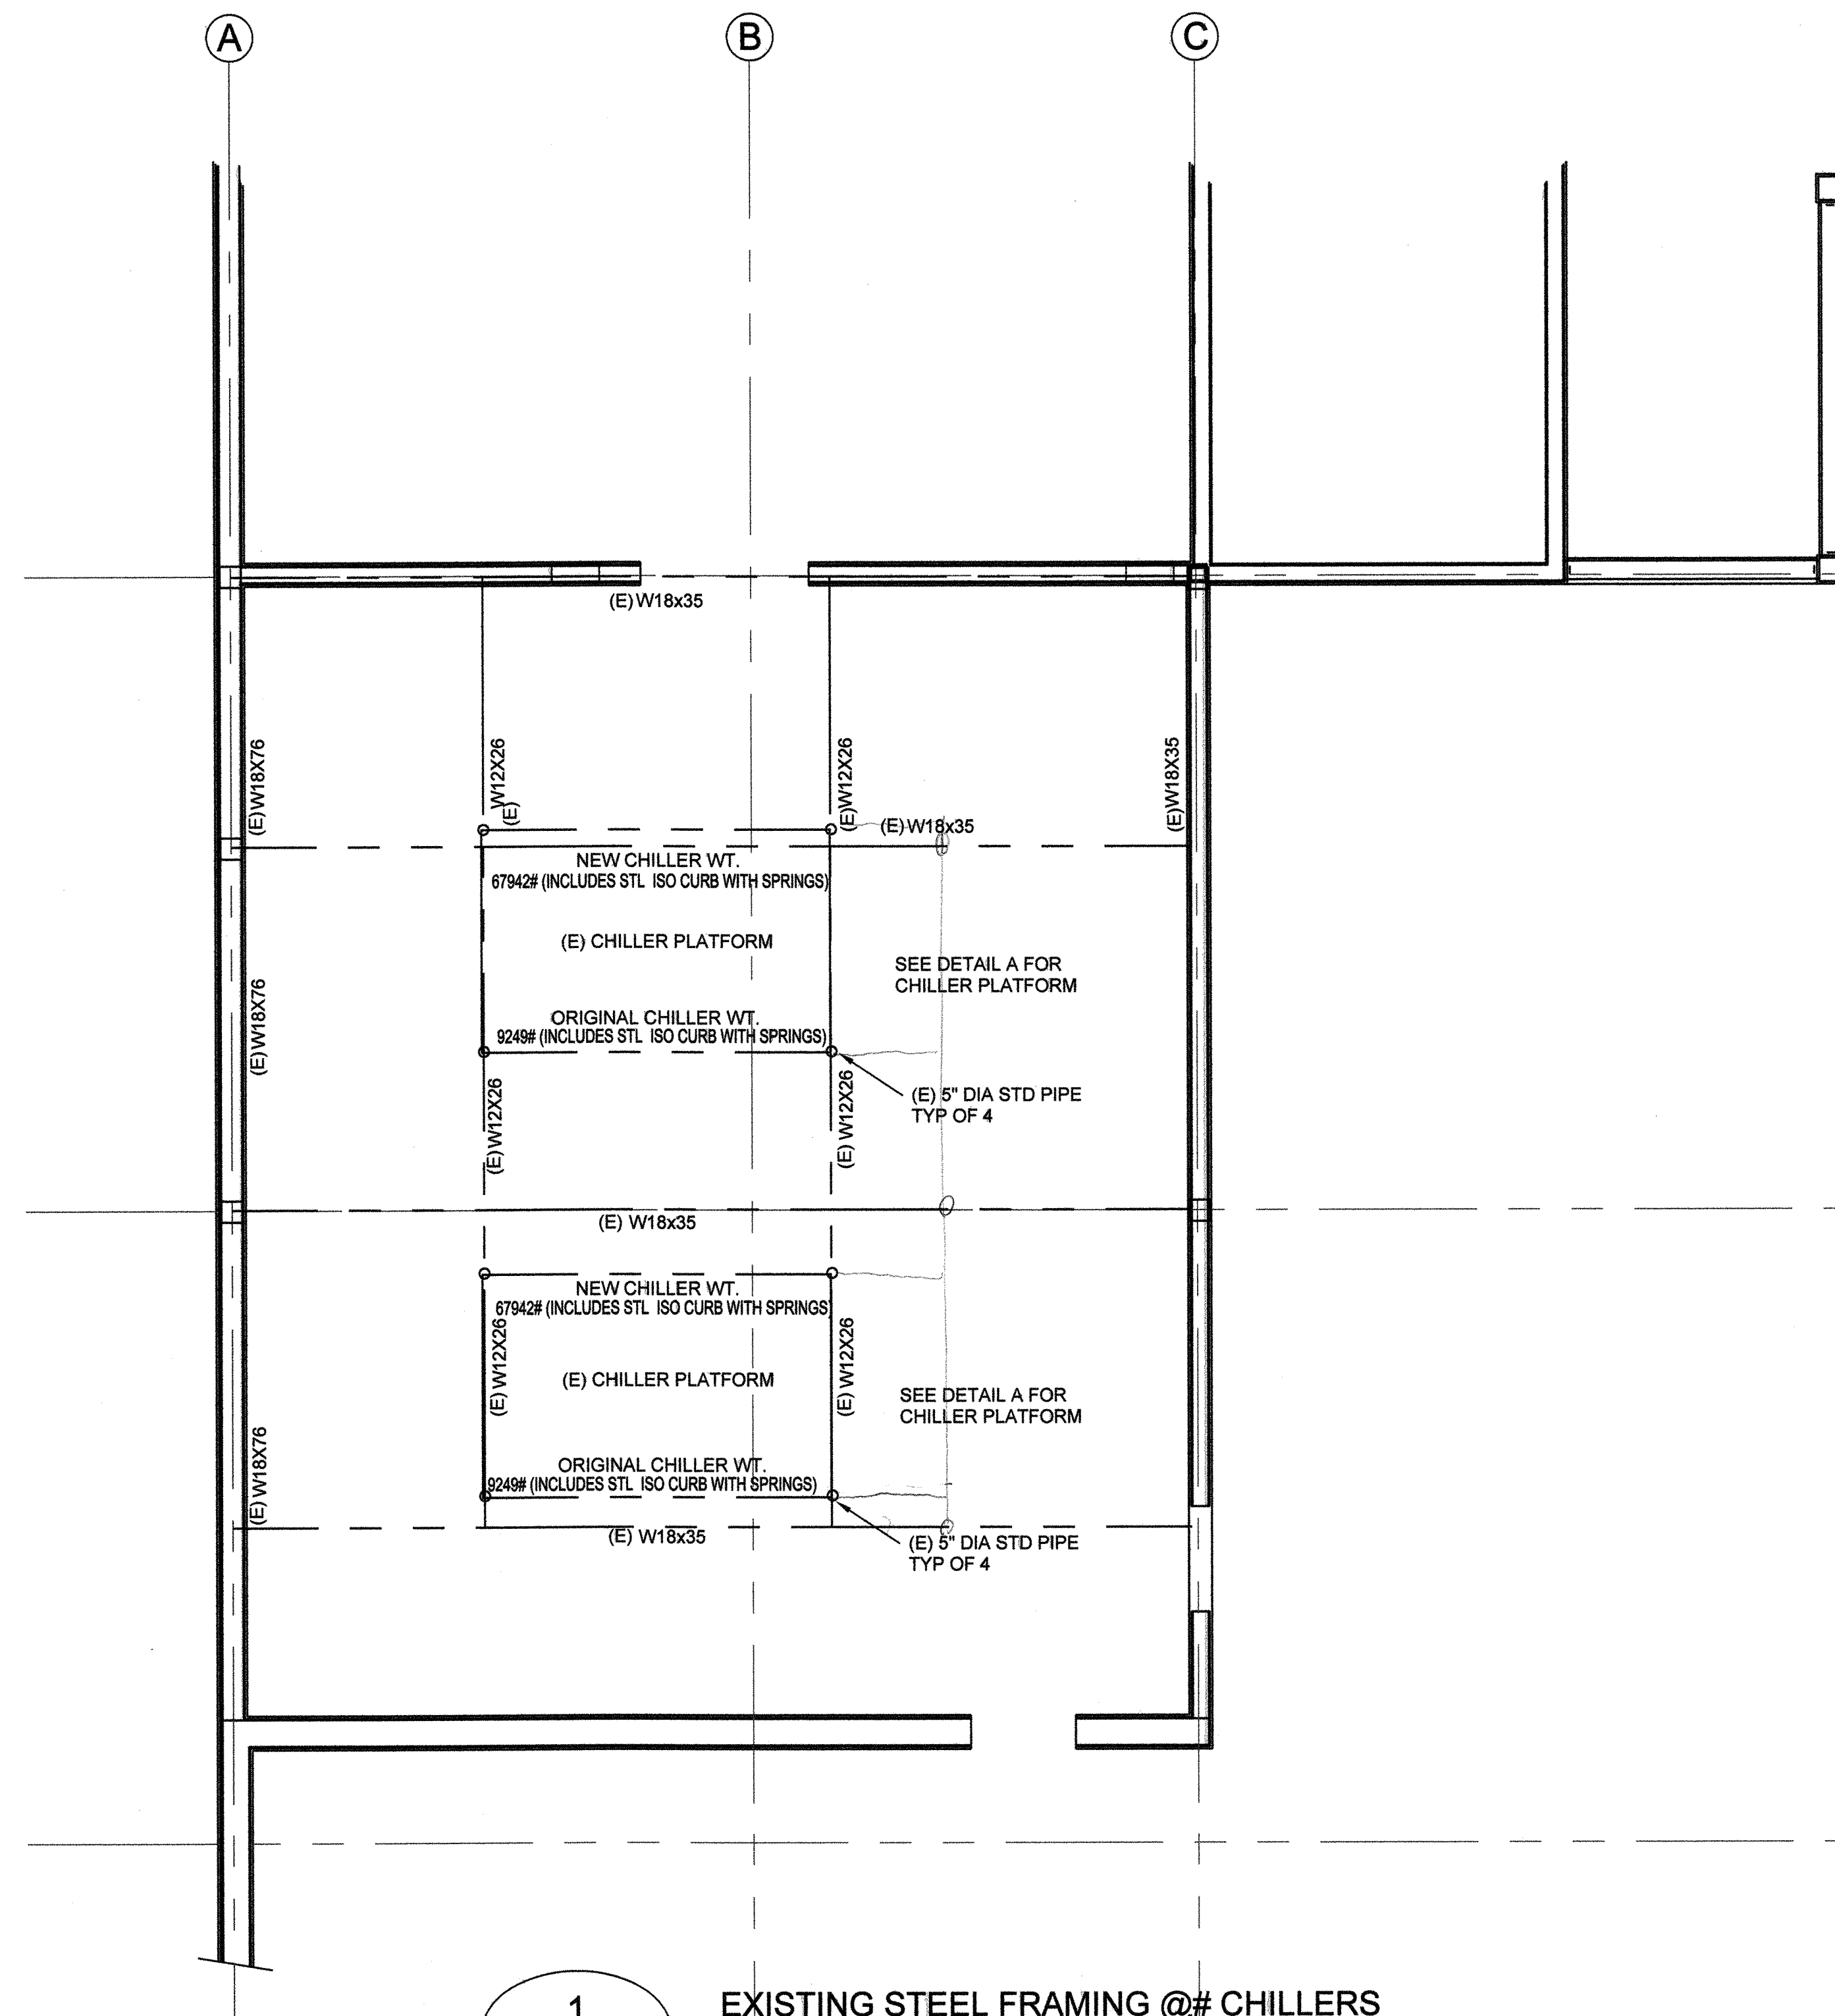 A
B
C
(E) W18x35
(E) W18X76
W12X26
(E)
(E) W12X26
(E) W18X35
(E) W18x35
NEW CHILLER WT.
67942# (INCLUDES STL ISO CURB WITH SPRINGS)
(E) CHILLER PLATFORM
SEE DETAIL A FOR
CHILLER PLATFORM
(E) W18X76
ORIGINAL CHILLER WT.
9249# (INCLUDES STL ISO CURB WITH SPRINGS)
(E) 5" DIA STD PIPE
TYP OF 4
(E) W12X26
(E) W12X26
(E) W18x35
NEW CHILLER WT.
67942# (INCLUDES STL ISO CURB WITH SPRINGS)
(E) W12X26
(E) W12X26
(E) CHILLER PLATFORM
SEE DETAIL A FOR
CHILLER PLATFORM
(E) W18X76
ORIGINAL CHILLER WT.
9249# (INCLUDES STL ISO CURB WITH SPRINGS)
(E) W18x35
(E) 5" DIA STD PIPE
TYP OF 4
1
EXISTING STEEL FRAMING @# CHILLERS